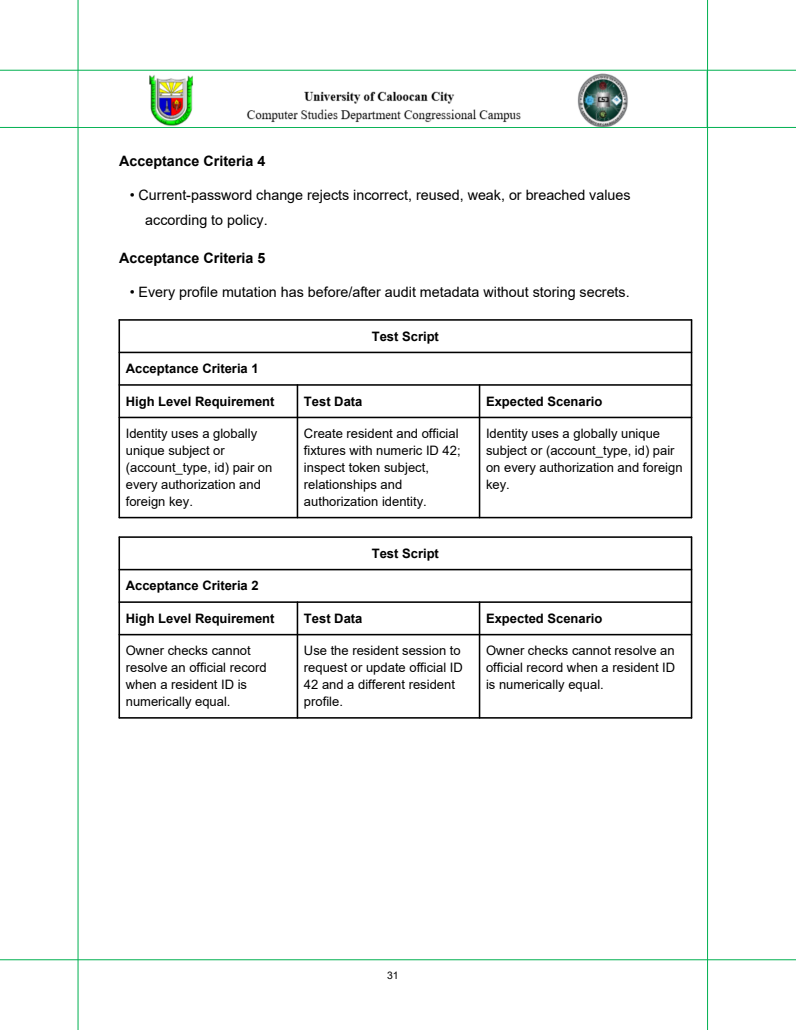 University of Caloocan City
Computer Studies Department Congressional Campus
Acceptance Criteria 4
• Current-password change rejects incorrect, reused, weak, or breached values
according to policy.
Acceptance Criteria 5
• Every profile mutation has before/after audit metadata without storing secrets.
Test Script
Acceptance Criteria 1
High Level Requirement
Test Data
Expected Scenario
Identity uses a globally
unique subject or
(account_type, id) pair on
every authorization and
foreign key.
Create resident and official
fixtures with numeric ID 42;
inspect token subject,
relationships and
authorization identity.
Identity uses a globally unique
subject or (account_type, id) pair
on every authorization and foreign
key.
Test Script
Acceptance Criteria 2
High Level Requirement
Test Data
Expected Scenario
Owner checks cannot
resolve an official record
when a resident ID is
numerically equal.
Use the resident session to
request or update official ID
42 and a different resident
profile.
Owner checks cannot resolve an
official record when a resident ID
is numerically equal.
31